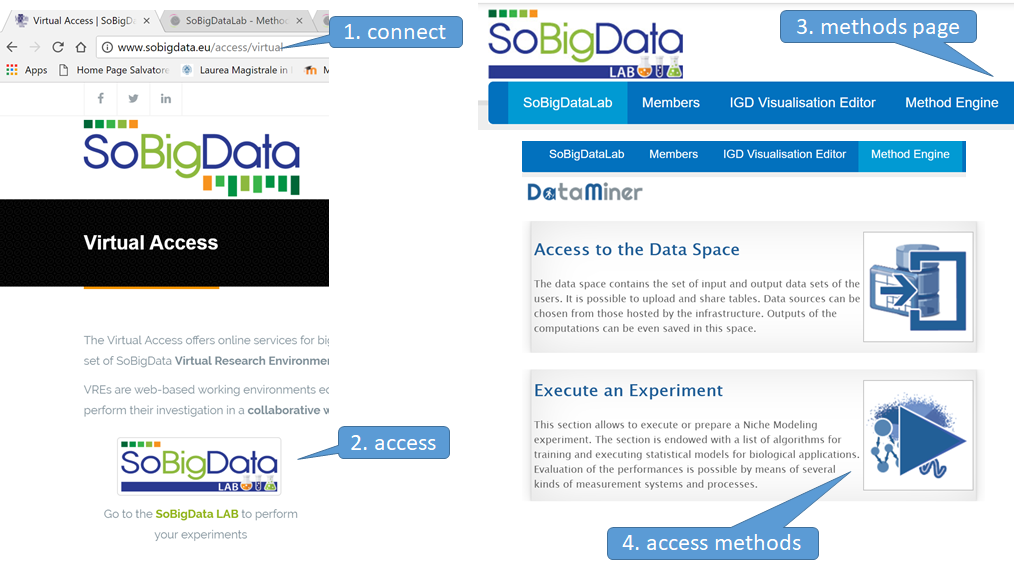 Virtual Access | SoBigD
SoBigDataLab - Metho
1. connect
www.sobigdata.eu/access/virtual
Apps
Home Page Salvatore
Laurea Magistrale in
M
SoBigData
Virtual Access
The Virtual Access offers online services for big
set of SoBigData Virtual Research Environmen
VREs are web-based working environments ec
perform their investigation in a collaborative w
2. access
SoBigData
LAB
Go to the SoBigData LAB to perform
your experiments
SoBigData
LAB
3. methods page
SoBigDataLab Members IGD Visualisation Editor Method Engine
SoBigDataLab Members IGD Visualisation Editor Method Engine
DataMiner
Access to the Data Space
The data space contains the set of input and output data sets of the
users. It is possible to upload and share tables. Data sources can be
chosen from those hosted by the infrastructure. Outputs of the
computations can be even saved in this space.
Execute an Experiment
This section allows to execute or prepare a Niche Modeling
experiment. The section is endowed with a list of algorithms for
training and executing statistical models for biological applications.
Evaluation of the performances is possible by means of several
kinds of measurement systems and processes.
4. access methods